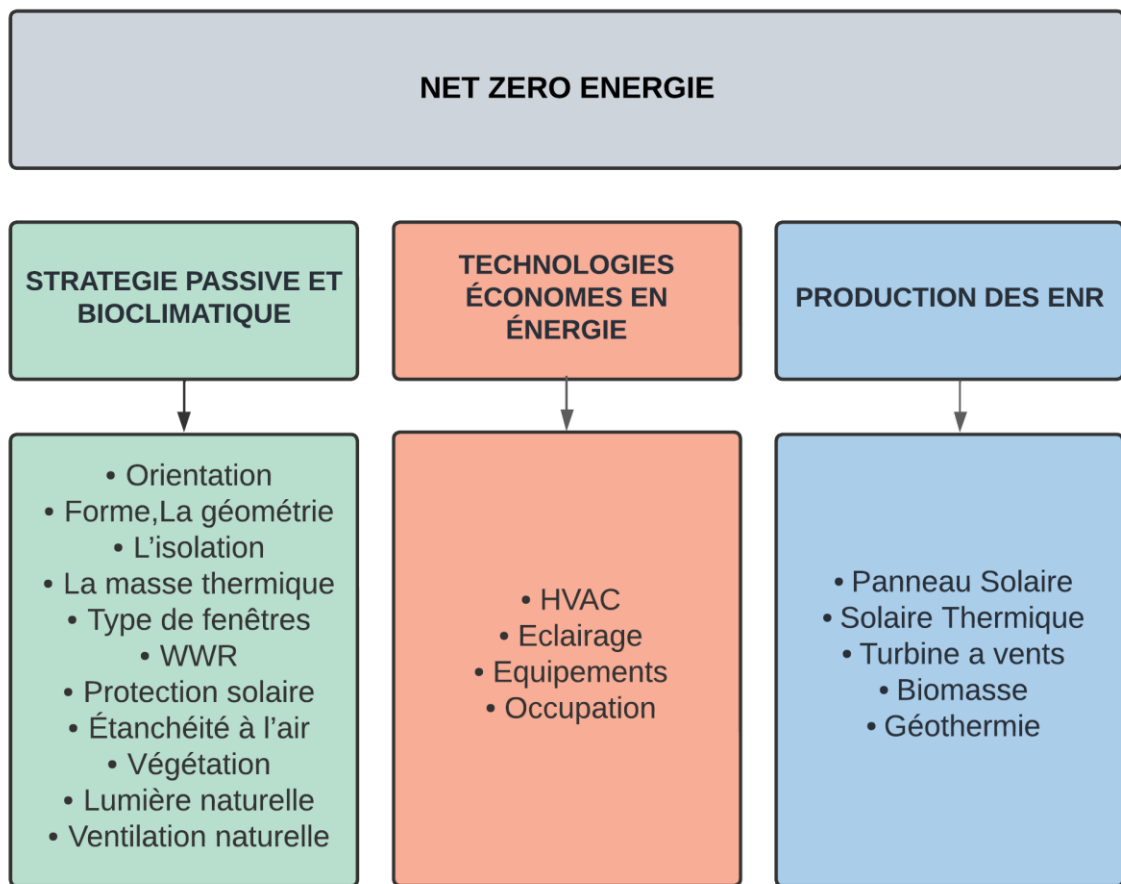 NET ZERO ENERGIE
STRATEGIE PASSIVE ET
BIOCLIMATIQUE
TECHNOLOGIES
ÉCONOMES EN
ÉNERGIE
PRODUCTION DES ENR
• Orientation
• Forme,La géométrie
• L’isolation
• La masse thermique
• Type de fenêtres
• WWR
• Protection solaire
• Étanchéité à l’air
• Végétation
• Lumière naturelle
• Ventilation naturelle
• HVAC
• Eclairage
• Equipements
• Occupation
• Panneau Solaire
• Solaire Thermique
• Turbine a vents
• Biomasse
• Géothermie